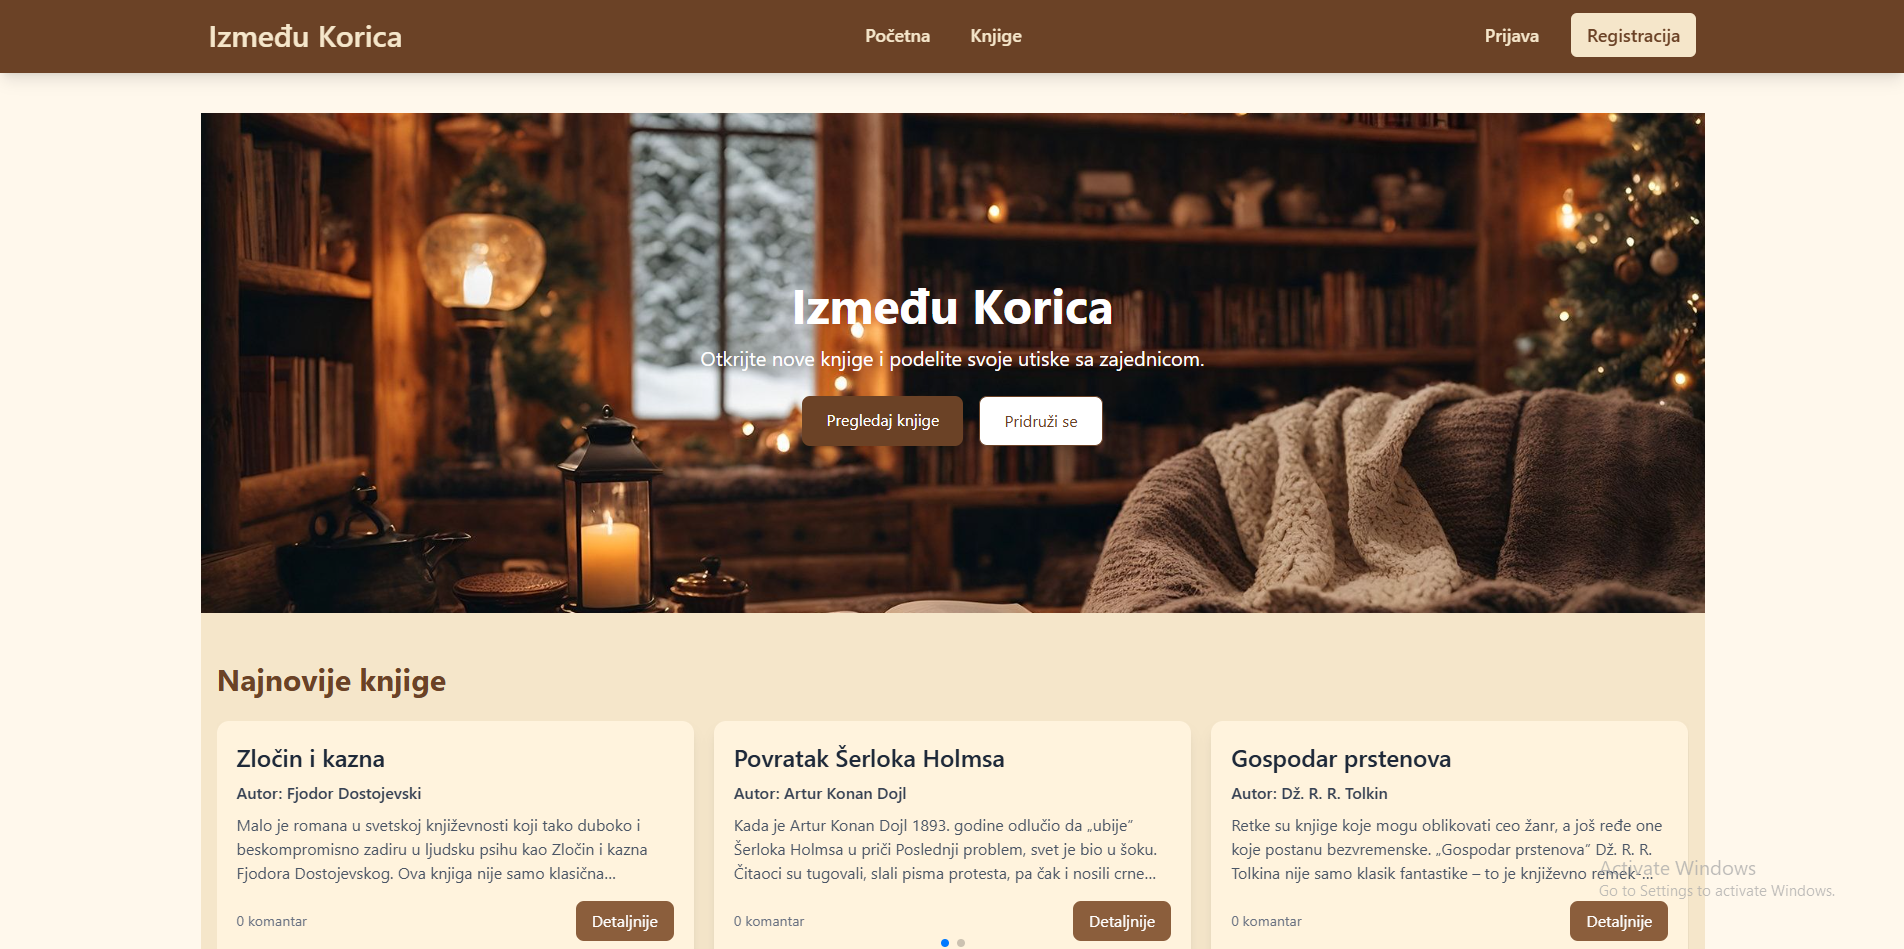 Između Korica
Početna
Knjige
Prijava
Registracija
Između Korica
Otkrijte nove knjige i podelite svoje utiske sa zajednicom.
Pregledaj knjige
Pridruži se
Najnovije knjige
Zločin i kazna
Autor: Fjodor Dostojevski
Malo je romana u svetskoj književnosti koji tako duboko i
beskompromisno zadiru u ljudsku psihu kao Zločin i kazna
Fjodora Dostojevskog. Ova knjiga nije samo klasična...
0 komantar
Detaljnije
Povratak Šerloka Holmsa
Autor: Artur Konan Dojl
Kada je Artur Konan Dojl 1893. godine odlučio da „ubije“
Šerloka Holmsa u priči Poslednji problem, svet je bio u šoku.
Čitaoci su tugovali, slali pisma protesta, pa čak i nosili crne...
0 komantar
Detaljnije
Gospodar prstenova
Autor: Dž. R. R. Tolkin
Retke su knjige koje mogu oblikovati ceo žanr, a još ređe one
koje postanu bezvremenske. „Gospodar prstenova“ Dž. R. R.
Tolkina nije samo klasik fantastike – to je književno remek-...
0 komantar
Detaljnije
Activate Windows
Go to Settings to activate Windows.